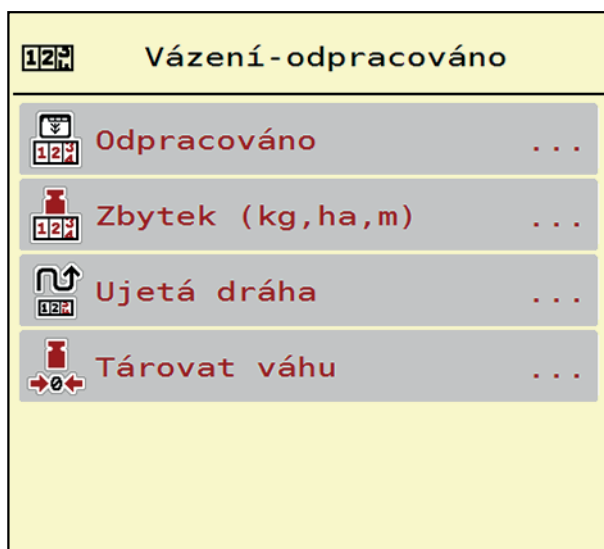 Vázení-odpracováno
Odpracováno ...
Zbytek (kg,ha,m) ...
Ujetá dráha ...
Tárovat váhu ...